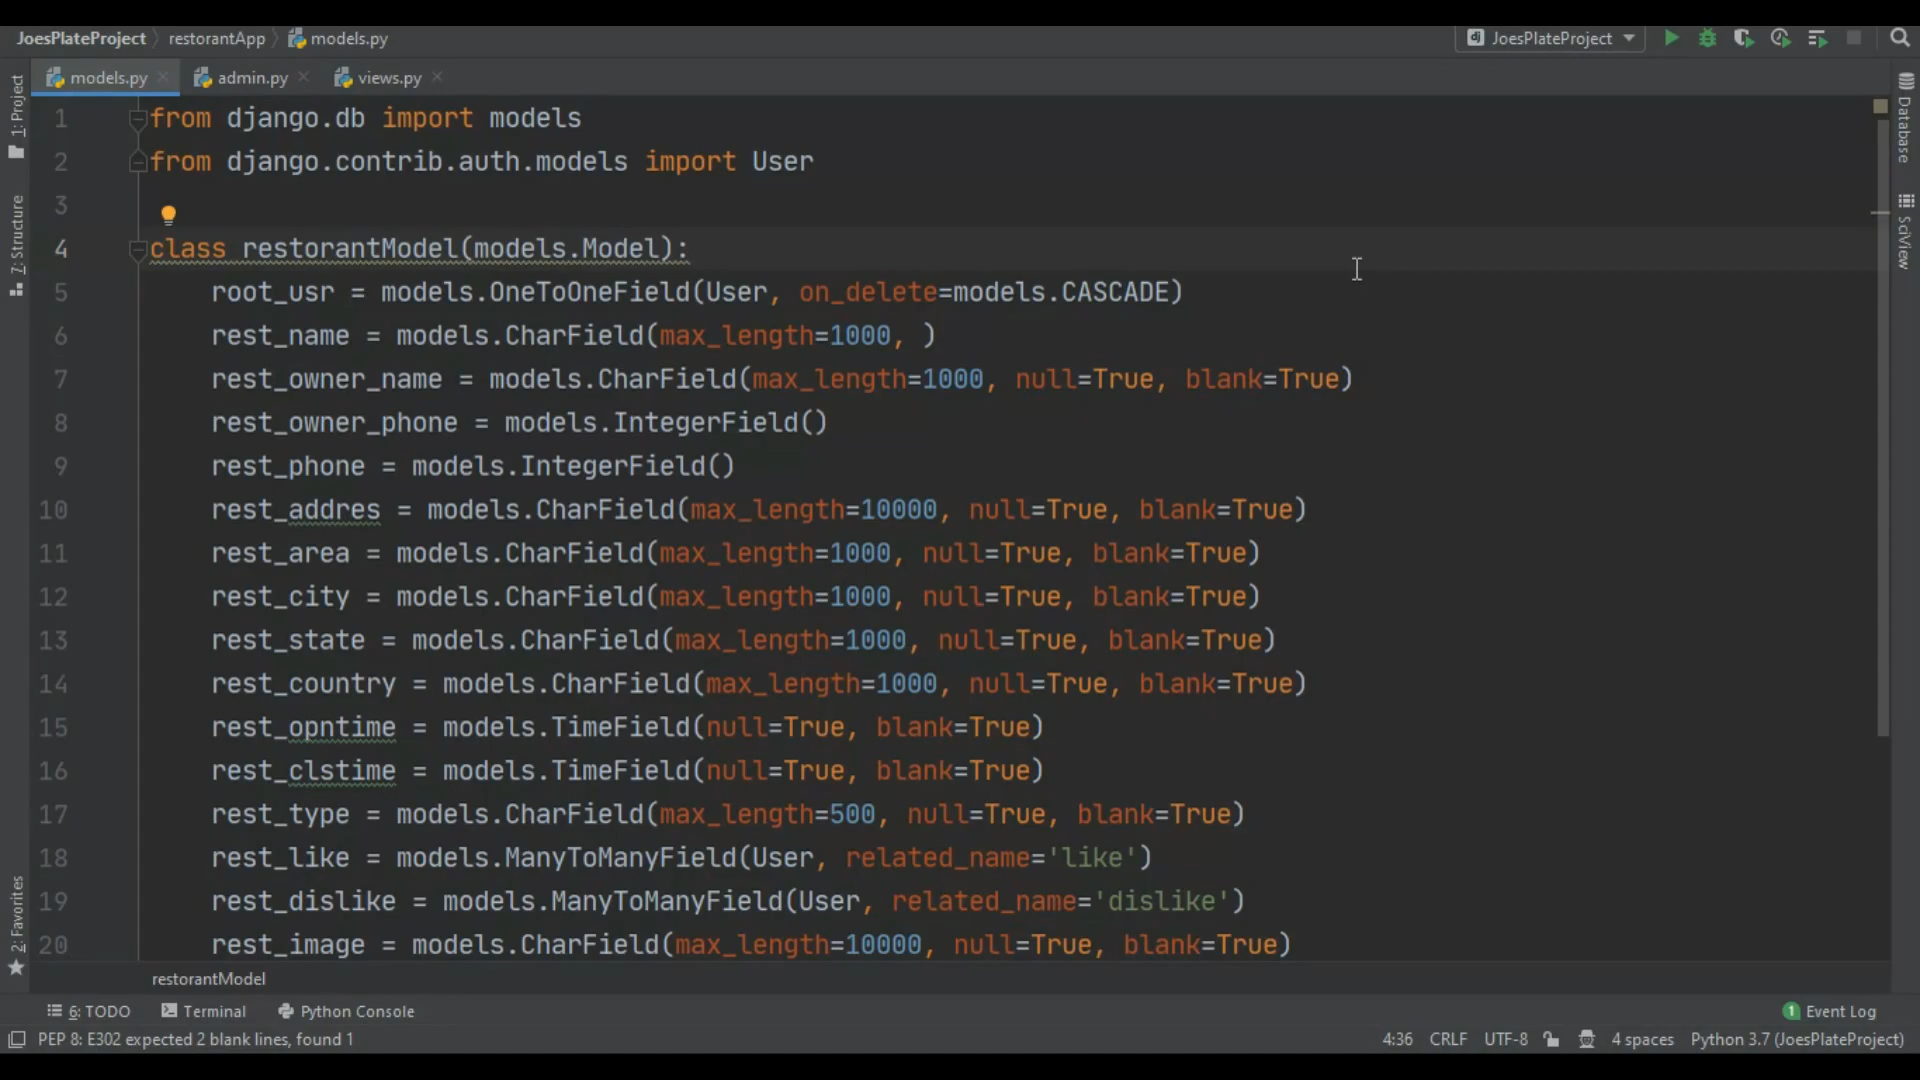 JoesPlateProject restorantApp models.py
JoesPlateProject
models.py admin.py views.py
1: Project
7: Structure
2: Favorites
Database
SciView
1 from django.db import models
2 from django.contrib.auth.models import User
3
4 class restorantModel(models.Model):
5 root_usr = models.OneToOneField(User, on_delete=models.CASCADE)
6 rest_name = models.CharField(max_length=1000, )
7 rest_owner_name = models.CharField(max_length=1000, null=True, blank=True)
8 rest_owner_phone = models.IntegerField()
9 rest_phone = models.IntegerField()
10 rest_addres = models.CharField(max_length=10000, null=True, blank=True)
11 rest_area = models.CharField(max_length=1000, null=True, blank=True)
12 rest_city = models.CharField(max_length=1000, null=True, blank=True)
13 rest_state = models.CharField(max_length=1000, null=True, blank=True)
14 rest_country = models.CharField(max_length=1000, null=True, blank=True)
15 rest_opntime = models.TimeField(null=True, blank=True)
16 rest_clstime = models.TimeField(null=True, blank=True)
17 rest_type = models.CharField(max_length=500, null=True, blank=True)
18 rest_like = models.ManyToManyField(User, related_name='like')
19 rest_dislike = models.ManyToManyField(User, related_name='dislike')
20 rest_image = models.CharField(max_length=10000, null=True, blank=True)
restorantModel
6: TODO Terminal Python Console 1 Event Log
PEP 8: E302 expected 2 blank lines, found 1 4:36 CRLF UTF-8 4 spaces Python 3.7 (JoesPlateProject)